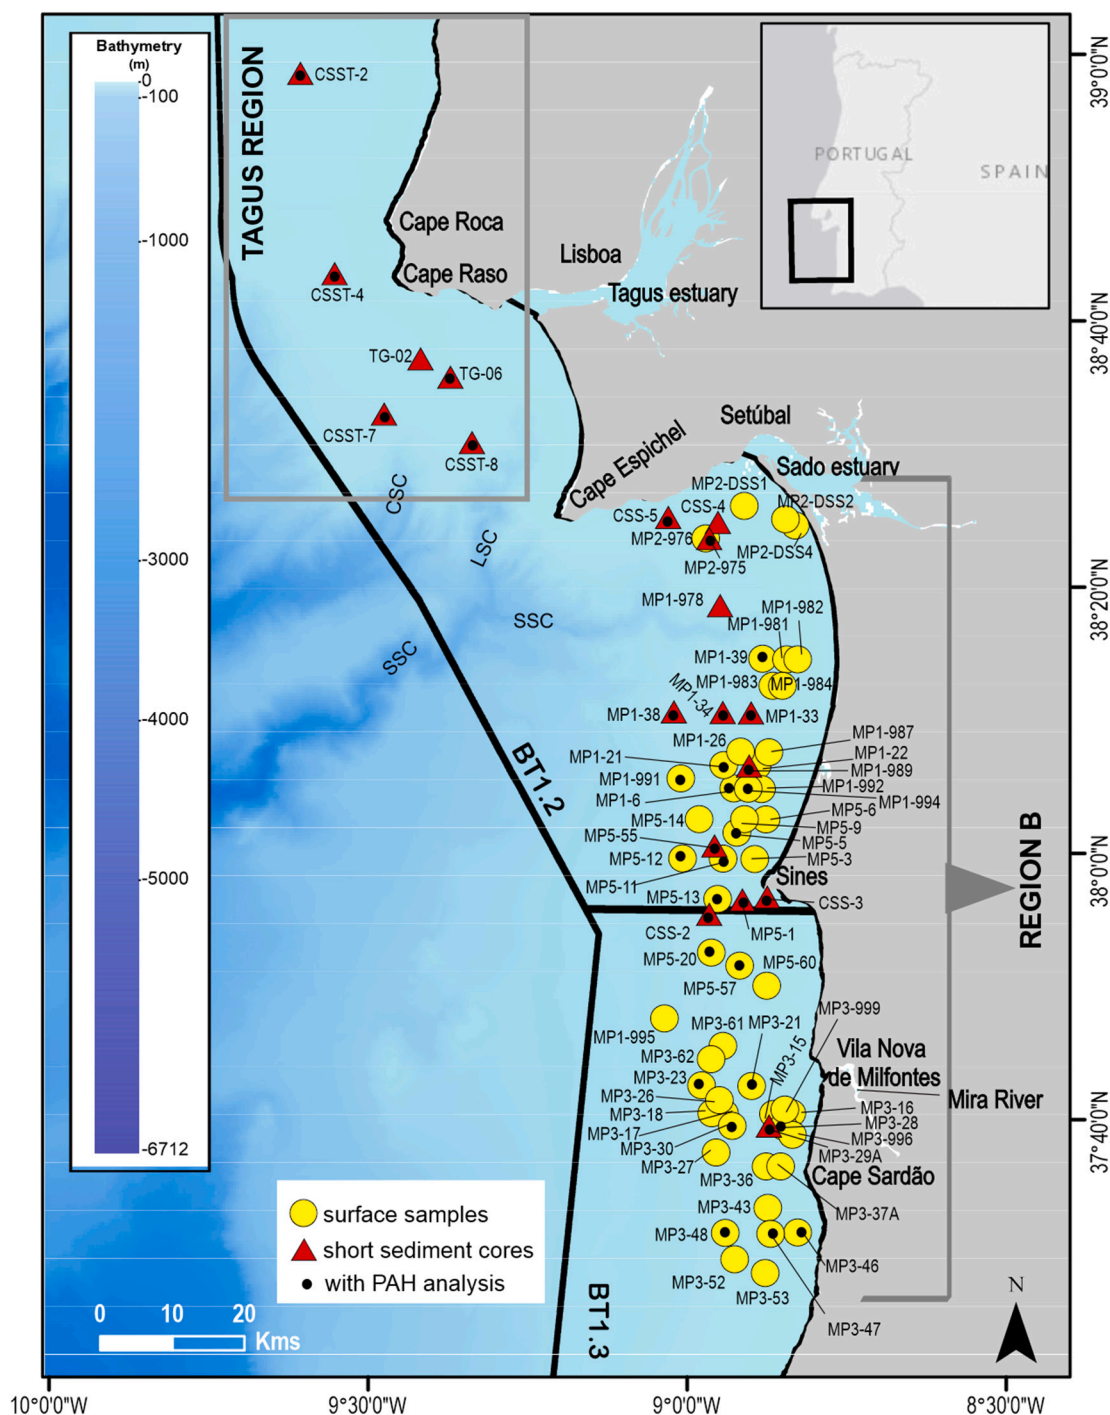 Bathymetry
(m)
0
-100
-1000
-3000
-4000
-5000
-6712
TAGUS REGION
CSST-2
Cape Roca
Cape Raso
CSST-4
Lisboa
Tagus estuary
PORTUGAL
SPAIN
TG-02
TG-06
CSST-7
CSST-8
CSC
LSC
SSC
SSC
Cape Espichel
Setúbal
Sado estuary
MP2-DSS1
MP2-DSS2
CSS-4
CSS-5
MP2-976
MP2-DSS4
MP2-975
MP1-978
MP1-982
MP1-981
MP1-39
MP1-983
MP1-984
MP1-34
MP1-38
MP1-33
MP1-26
MP1-987
MP1-21
MP1-22
MP1-989
MP1-991
MP1-992
MP1-6
MP1-994
MP5-6
MP5-14
MP5-9
MP5-55
MP5-5
MP5-12
MP5-3
MP5-11
Sines
MP5-13
CSS-3
CSS-2
MP5-1
BT1.2
REGION B
MP5-20
MP5-60
MP5-57
MP3-999
MP1-995
MP3-61
MP3-21
MP3-15
MP3-62
Vila Nova
de Milfontes
MP3-23
Mira River
MP3-26
MP3-16
MP3-18
MP3-28
MP3-17
MP3-996
MP3-30
MP3-29A
MP3-27
MP3-36
Cape Sardão
MP3-43
MP3-37A
MP3-48
MP3-46
MP3-52
MP3-53
MP3-47
BT1.3
surface samples
short sediment cores
with PAH analysis
0 10 20
Kms
N
39°0'0"N
38°40'0"N
38°20'0"N
38°0'0"N
37°40'0"N
10°00'0"W
9°30'0"W
9°00'0"W
8°30'0"W